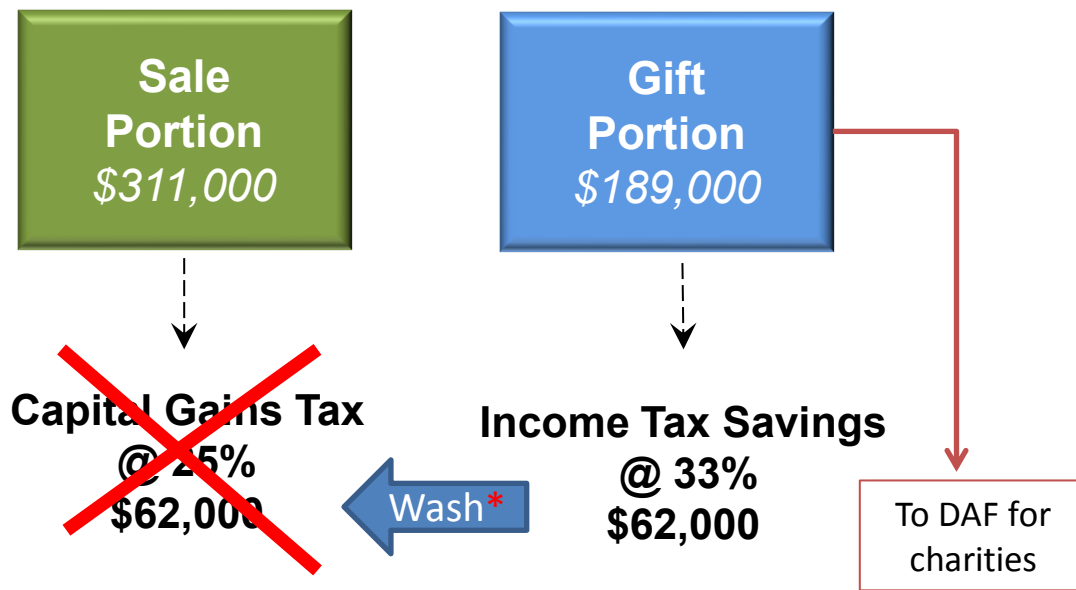 Sale
Portion
$311,000
Gift
Portion
$189,000
Capital Gains Tax
@ 25%
$62,000
Wash*
Income Tax Savings
@ 33%
$62,000
To DAF for
charities